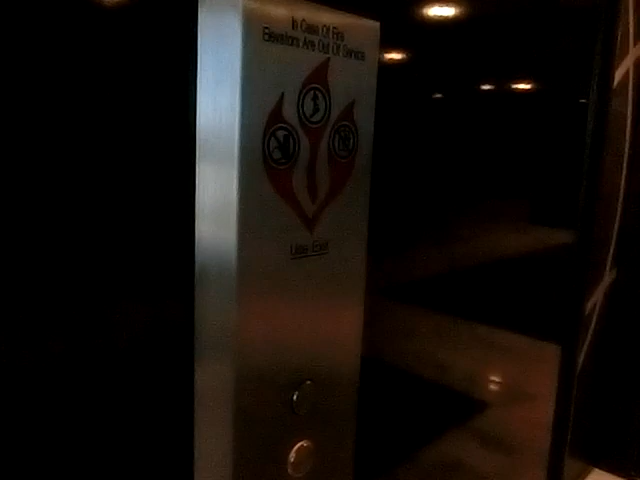 In Case Of Fire
Elevators Are Out Of Service
Use Exit